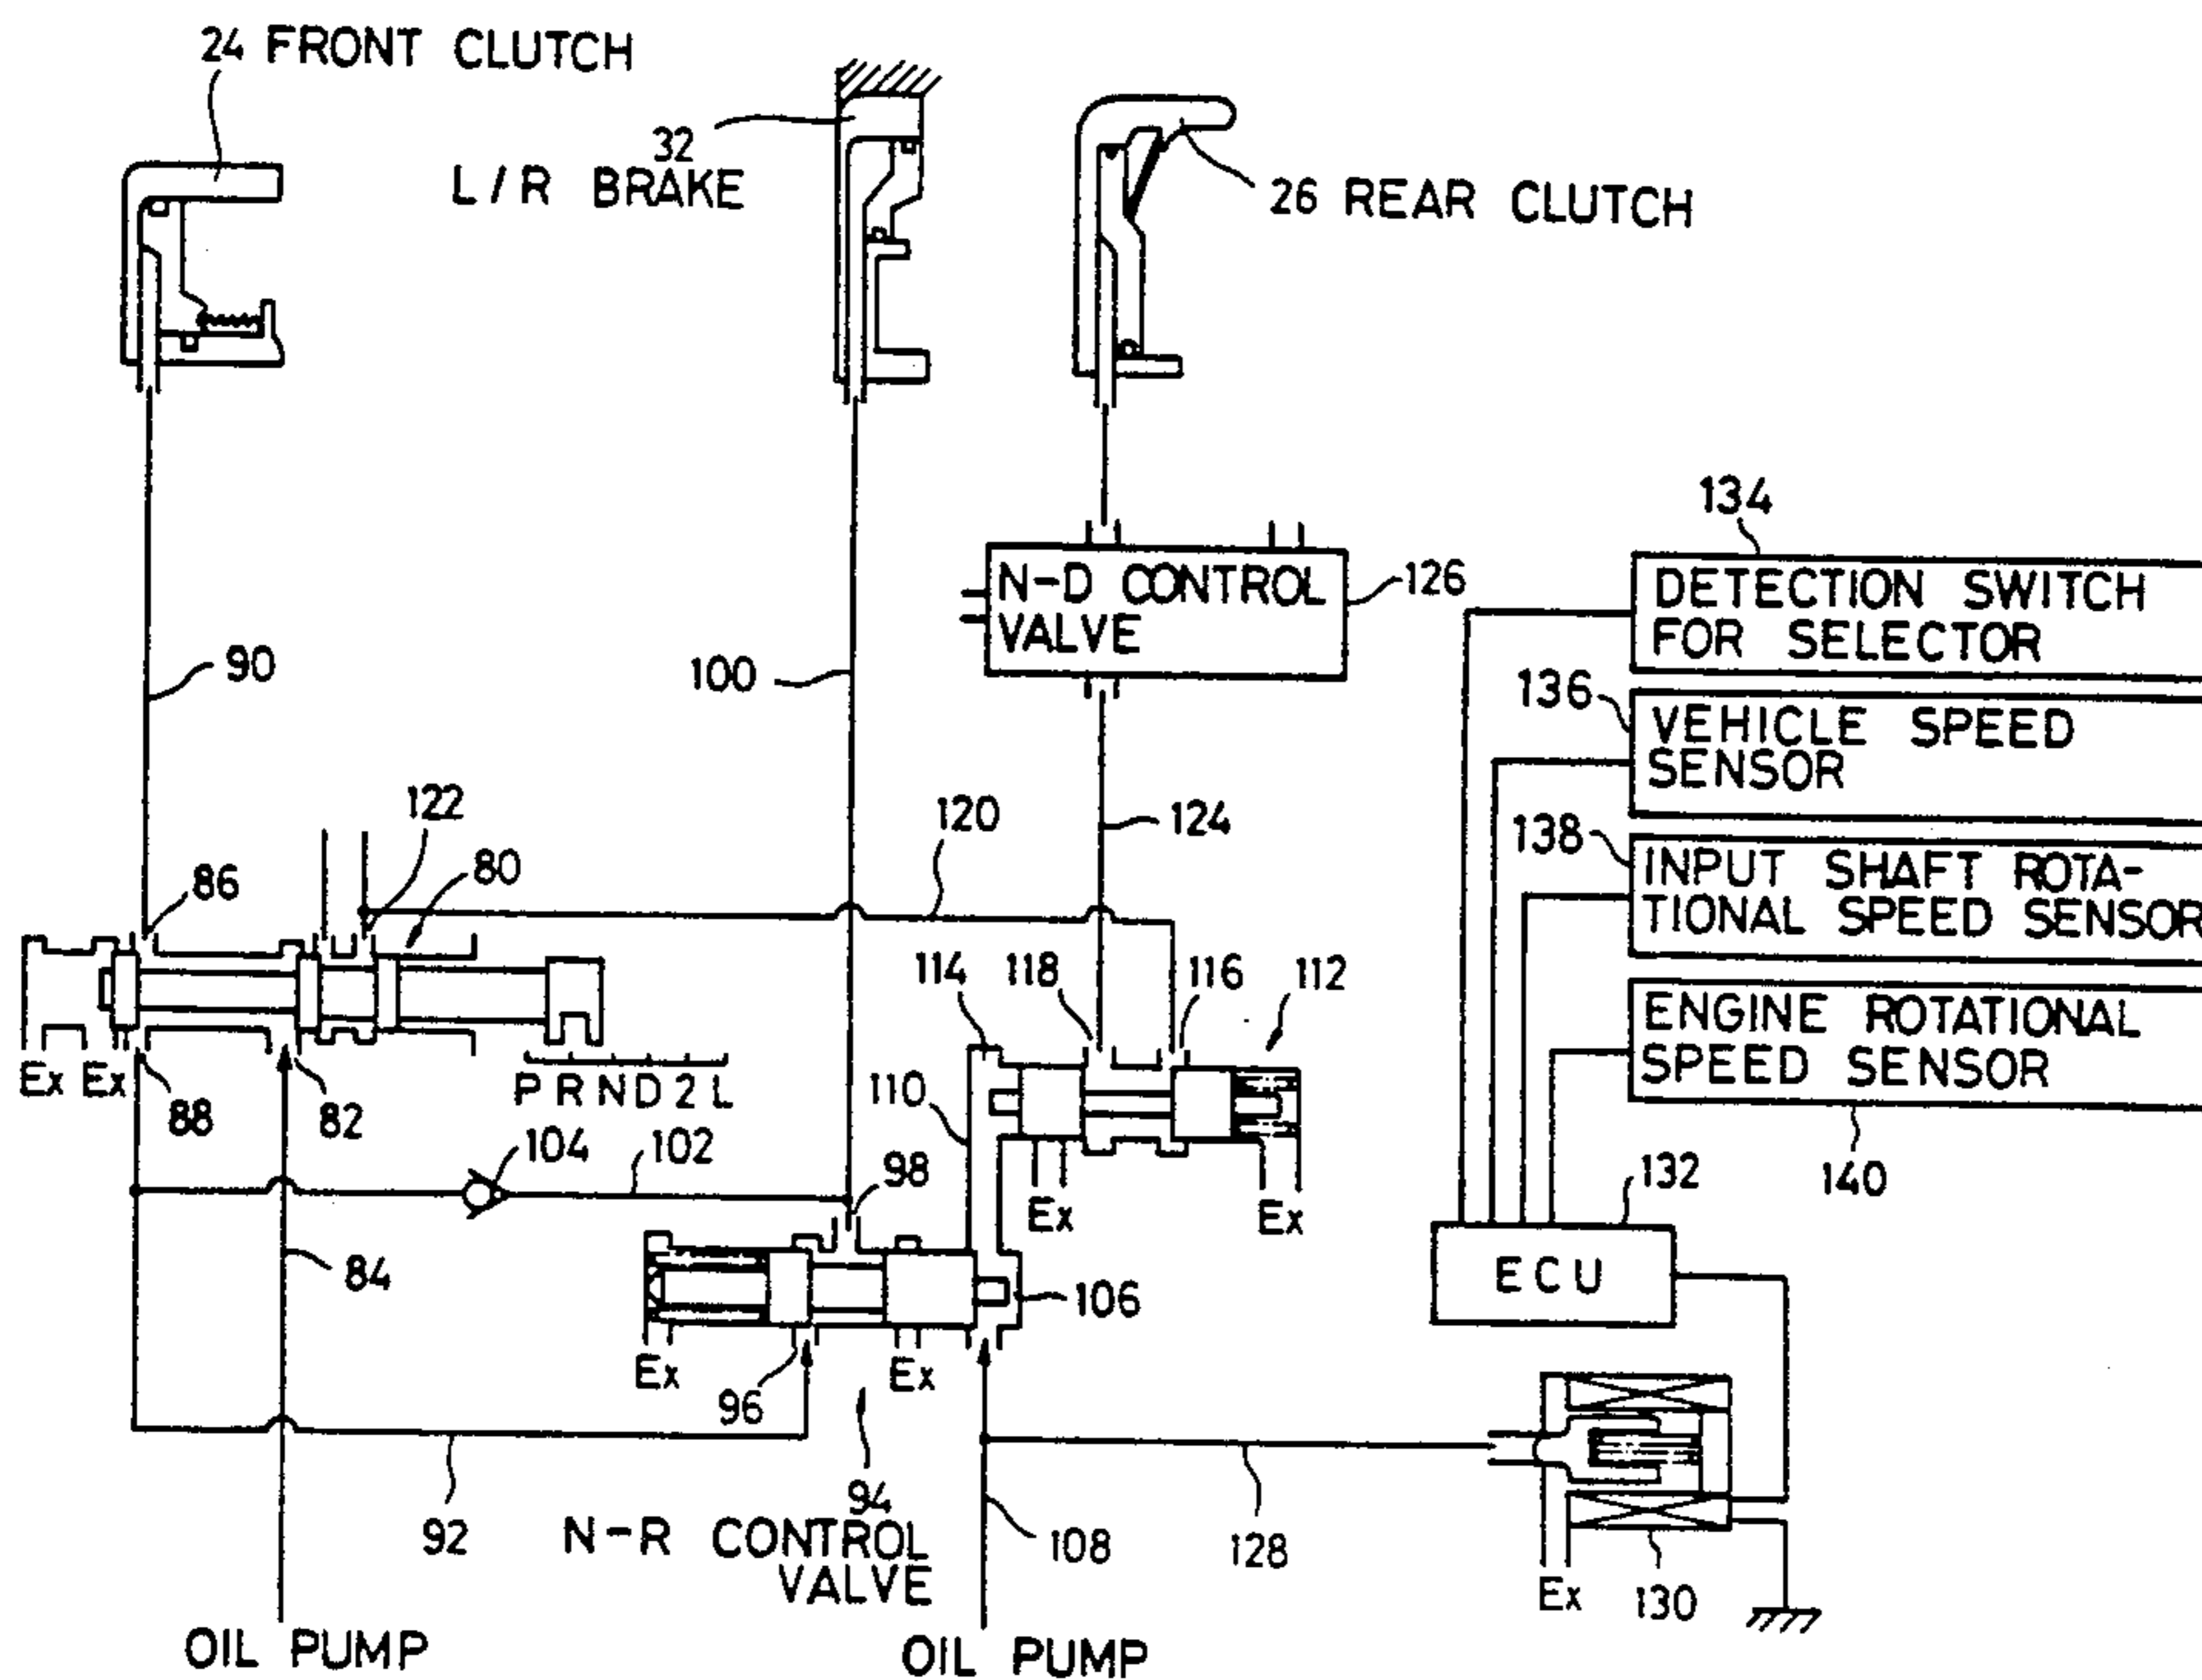 24 FRONT CLUTCH
32
L/R BRAKE
26 REAR CLUTCH
134
N-D CONTROL
VALVE
126
DETECTION SWITCH
FOR SELECTOR
90
100
136
VEHICLE SPEED
SENSOR
122
120
124
138
INPUT SHAFT ROTA-
TIONAL SPEED SENSOR
86
80
114
118
116
112
ENGINE ROTATIONAL
SPEED SENSOR
Ex
Ex
88
82
P R N D 2 L
110
104
102
98
Ex
Ex
132
140
84
106
ECU
Ex
96
Ex
92
94
N-R CONTROL
VALVE
108
128
Ex
130
OIL PUMP
OIL PUMP